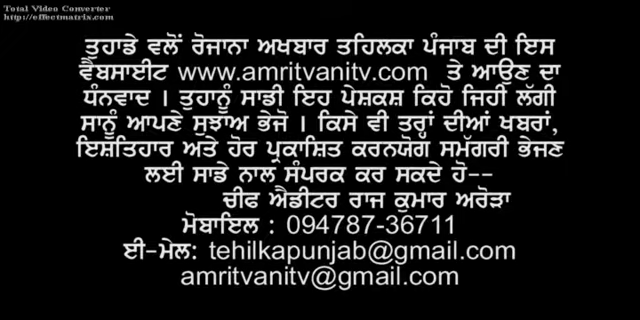 Total Video Converter
http://effectmatrix.com
ਤੁਹਾਡੇ ਵਲੋਂ ਰੋਜਾਨਾ ਅਖਬਾਰ ਤਹਿਲਕਾ ਪੰਜਾਬ ਦੀ ਇਸ
ਵੈਬਸਾਈਟ www.amritvanitv.com ਤੇ ਆਉਣ ਦਾ
ਧੰਨਵਾਦ । ਤੁਹਾਨੂੰ ਸਾਡੀ ਇਹ ਪੇਸ਼ਕਸ਼ ਕਿਹੋ ਜਿਹੀ ਲੱਗੀ
ਸਾਨੂੰ ਆਪਣੇ ਸੁਝਾਅ ਭੇਜੋ । ਕਿਸੇ ਵੀ ਤਰ੍ਹਾਂ ਦੀਆਂ ਖਬਰਾਂ,
ਇਸ਼ਤਿਹਾਰ ਅਤੇ ਹੋਰ ਪ੍ਰਕਾਸ਼ਿਤ ਕਰਨਯੋਗ ਸਮੱਗਰੀ ਭੇਜਣ
ਲਈ ਸਾਡੇ ਨਾਲ ਸੰਪਰਕ ਕਰ ਸਕਦੇ ਹੋ--
ਚੀਫ ਐਡੀਟਰ ਰਾਜ ਕੁਮਾਰ ਅਰੋੜਾ
ਮੋਬਾਇਲ : 094787-36711
ਈ-ਮੇਲ: tehilkapunjab@gmail.com
amritvanitv@gmail.com